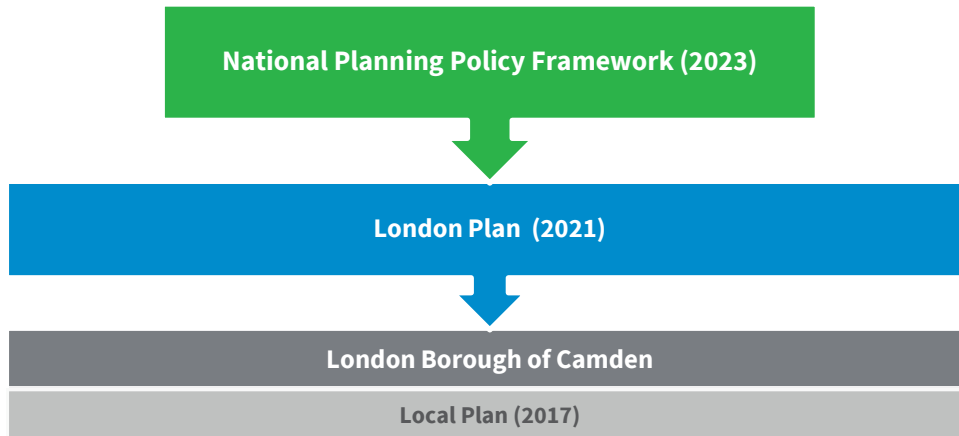 National Planning Policy Framework (2023)
London Plan (2021)
London Borough of Camden
Local Plan (2017)